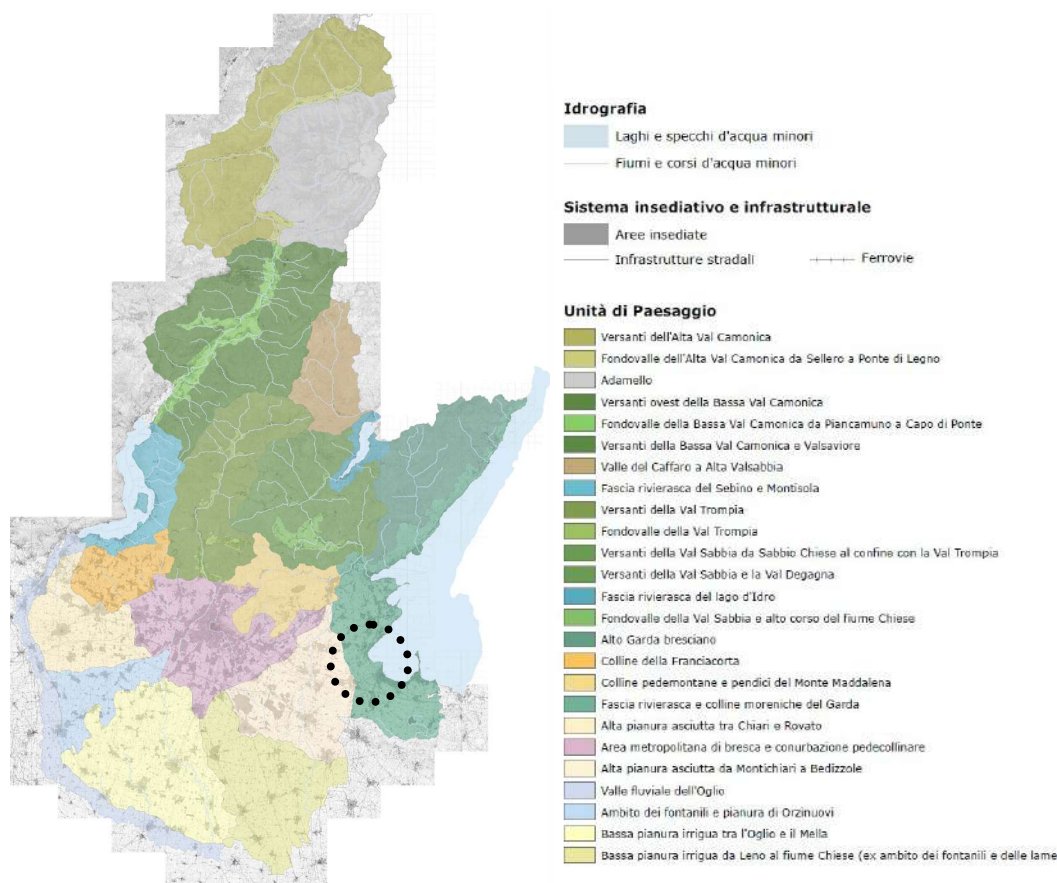 Idrografia
Laghi e specchi d'acqua minori
Fiumi e corsi d'acqua minori
Sistema insediativo e infrastrutturale
Aree insediate
Infrastrutture stradali Ferrovie
Unità di Paesaggio
Versanti dell'Alta Val Camonica
Fondovalle dell'Alta Val Camonica da Sellero a Ponte di Legno
Adamello
Versanti ovest della Bassa Val Camonica
Fondovalle della Bassa Val Camonica da Piancamuno a Capo di Ponte
Versanti della Bassa Val Camonica e Valsaviore
Valle del Caffaro a Alta Valsabbia
Fascia rivierasca del Sebino e Montisola
Versanti della Val Trompia
Fondovalle della Val Trompia
Versanti della Val Sabbia da Sabbio Chiese al confine con la Val Trompia
Versanti della Val Sabbia e la Val Degagna
Fascia rivierasca del lago d'Idro
Fondovalle della Val Sabbia e alto corso del fiume Chiese
Alto Garda bresciano
Colline della Franciacorta
Colline pedemontane e pendici del Monte Maddalena
Fascia rivierasca e colline moreniche del Garda
Alta pianura asciutta tra Chiari e Rovato
Area metropolitana di bresca e conurbazione pedecollinare
Alta pianura asciutta da Montichiari a Bedizzole
Valle fluviale dell'Oglio
Ambito dei fontanili e pianura di Orzinuovi
Bassa pianura irrigua tra l'Oglio e il Mella
Bassa pianura irrigua da Leno al fiume Chiese (ex ambito dei fontanili e delle lame